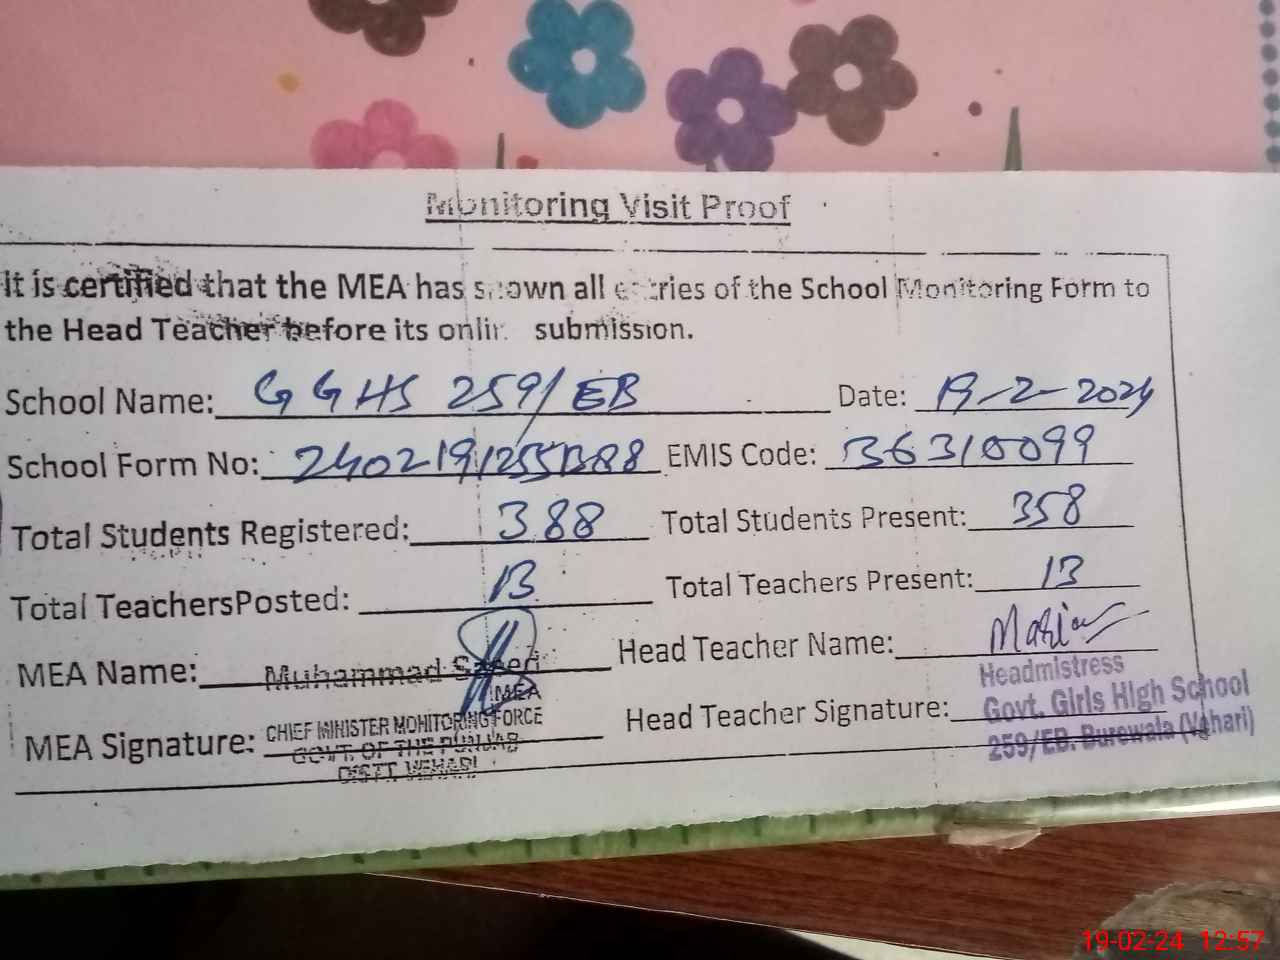 Monitoring Visit Proof
It is certified that the MEA has shown all entries of the School Monitoring Form to
the Head Teacher before its onlin submission.
School Name: GGHS 259/EB Date: 19-2-2024
School Form No: EMIS Code: 36310099
Total Students Registered: 388 Total Students Present: 358
Total TeachersPosted: 13 Total Teachers Present: 13
MEA Name: Muhammad Saeed Head Teacher Name:
MEA
Headmistress
MEA Signature: CHIEF MINISTER MONITORING FORCE Head Teacher Signature: Govt. Girls High School
GOVT. OF THE PUNJAB 259/EB. Burewala (Vehari)
DISTT. VEHARI
19-02-24 12:57